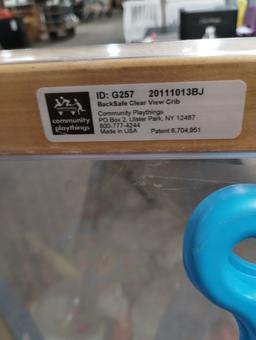 community
playthings
ID: G257 20111013BJ
BackSafe Clear View Crib
Community Playthings
PO Box 2, Ulster Park, NY 12487
800-777-4244
Made in USA Patent 6,704,951